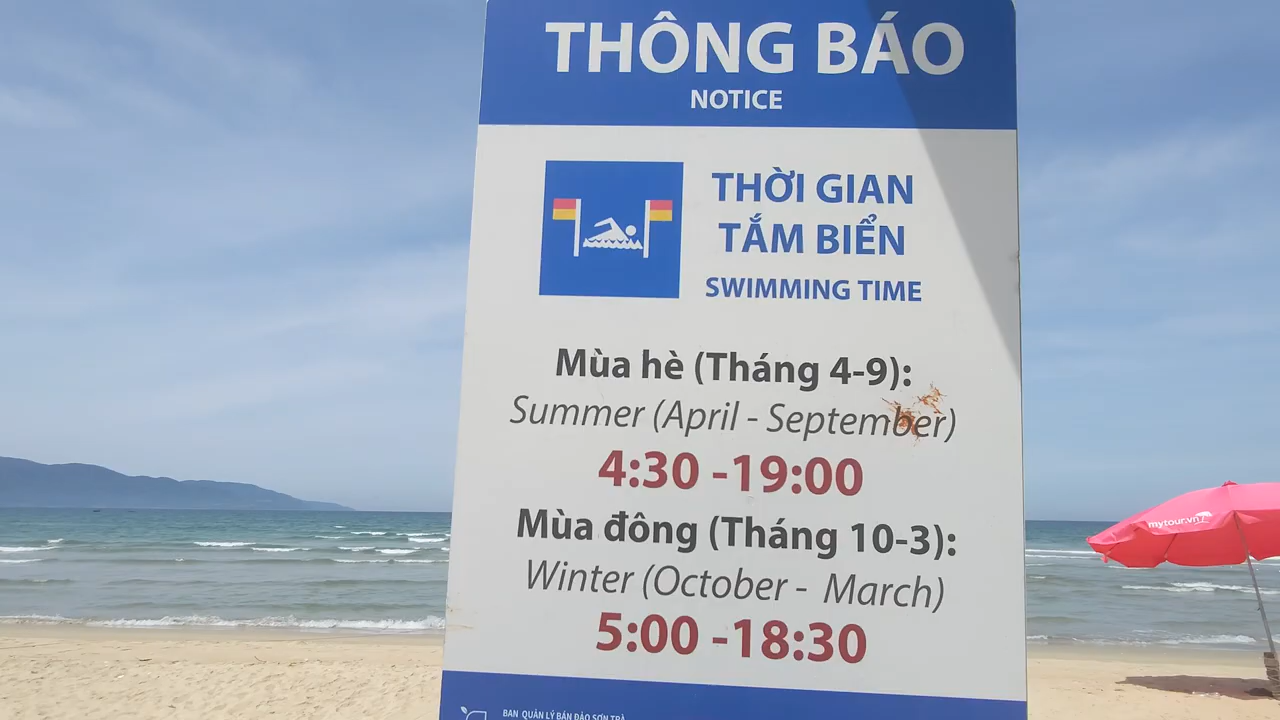 THÔNG BÁO
NOTICE
THỜI GIAN
TẮM BIỂN
SWIMMING TIME
Mùa hè (Tháng 4-9):
Summer (April - September)
4:30 -19:00
Mùa đông (Tháng 10-3):
Winter (October - March)
5:00 -18:30
BAN QUẢN LÝ BÁN ĐẢO SƠN TRÀ
mytour.vn